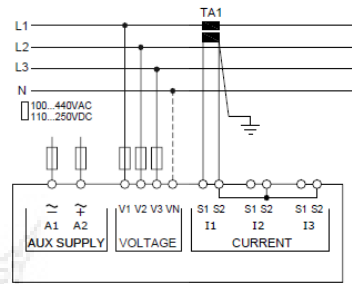 TA1
L1
L2
L3
N
100...440VAC
110...250VDC
V1 V2 V3 VN S1 S2 S1 S2 S1 S2
A1 A2 I1 I2 I3
AUX SUPPLY VOLTAGE CURRENT